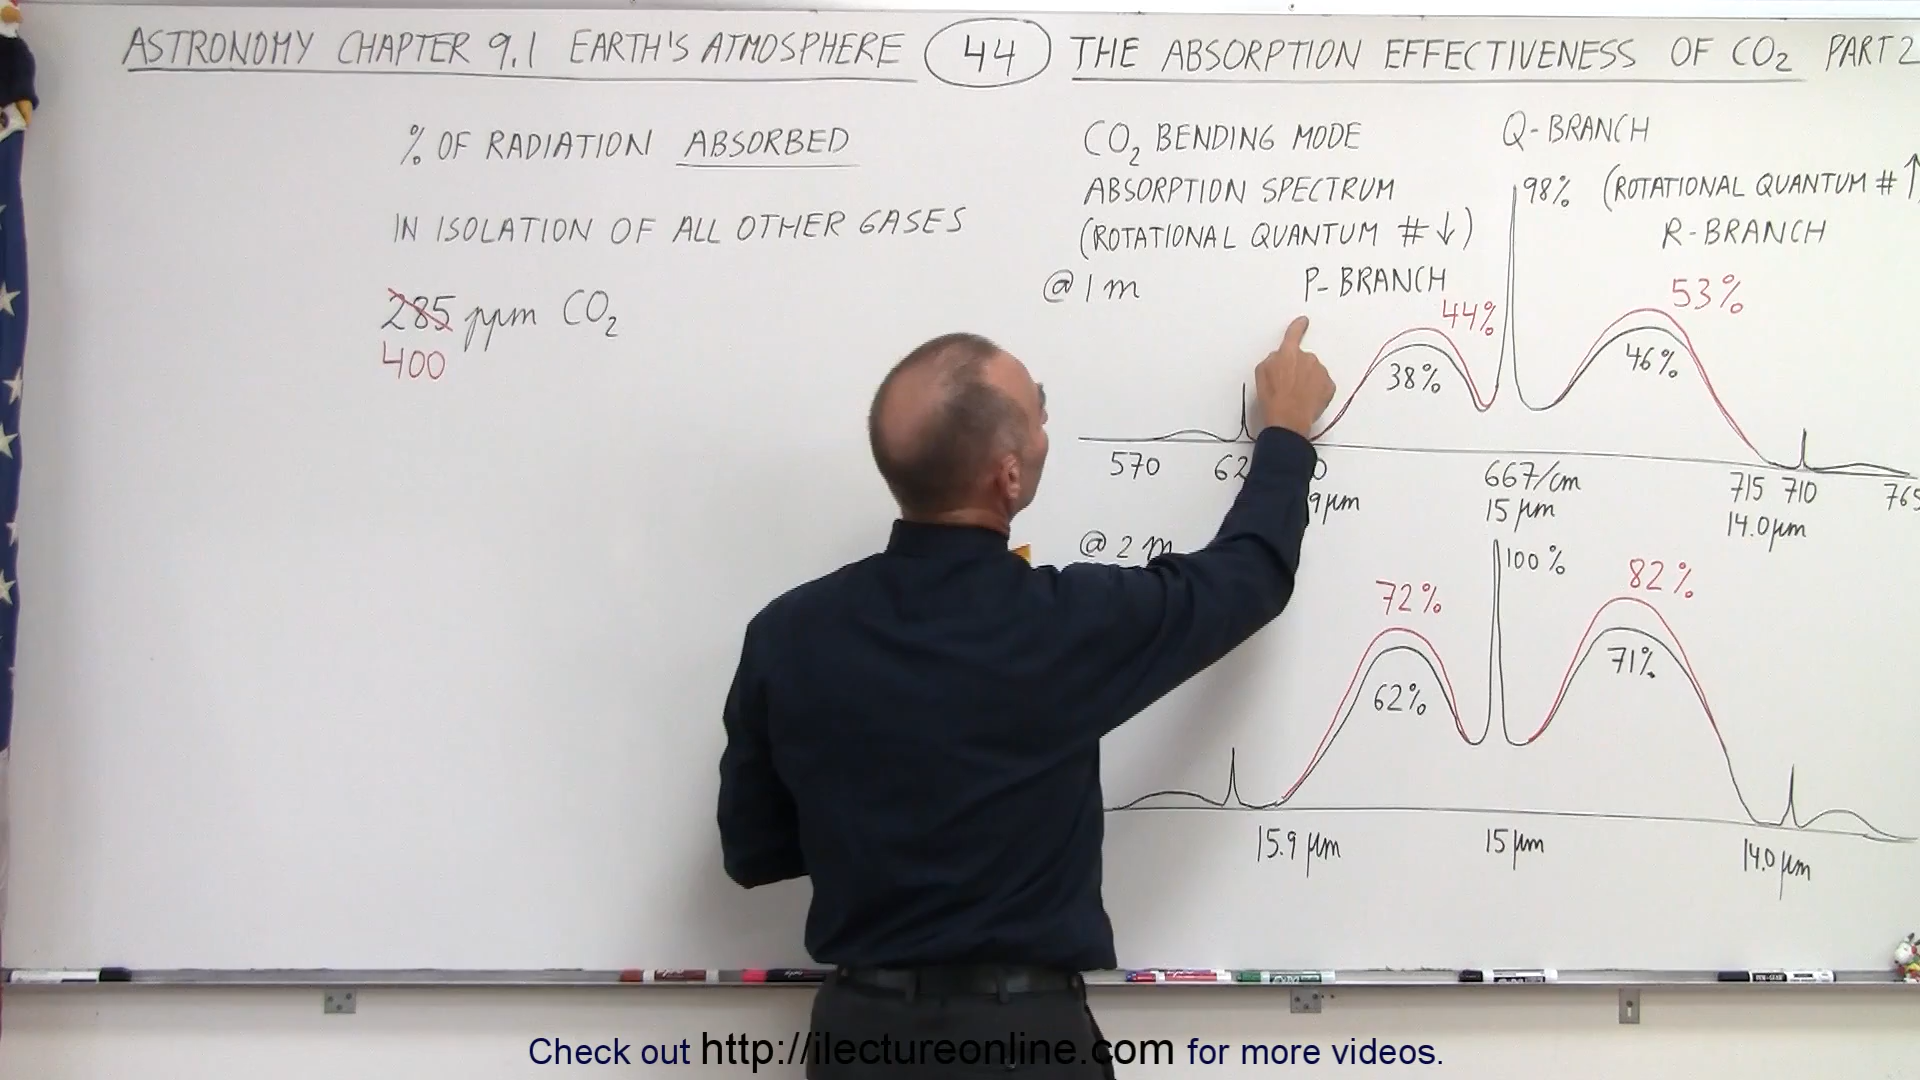 ASTRONOMY CHAPTER 9.1 EARTH'S ATMOSPHERE 44 THE ABSORPTION EFFECTIVENESS OF CO2 PART 2
% OF RADIATION ABSORBED
IN ISOLATION OF ALL OTHER GASES
285 ppm CO2
400
CO2 BENDING MODE
ABSORPTION SPECTRUM
(ROTATIONAL QUANTUM # ↓)
@ 1 m
P- BRANCH
Q- BRANCH
98% (ROTATIONAL QUANTUM # ↑
R- BRANCH
44% 53%
38% 46%
570 667/cm 715 710
15 µm 14.0 µm
@ 2 m 100%
72% 82%
62% 71%
15.9 µm 15 µm 14.0 µm
Check out http://ilectureonline.com for more videos.